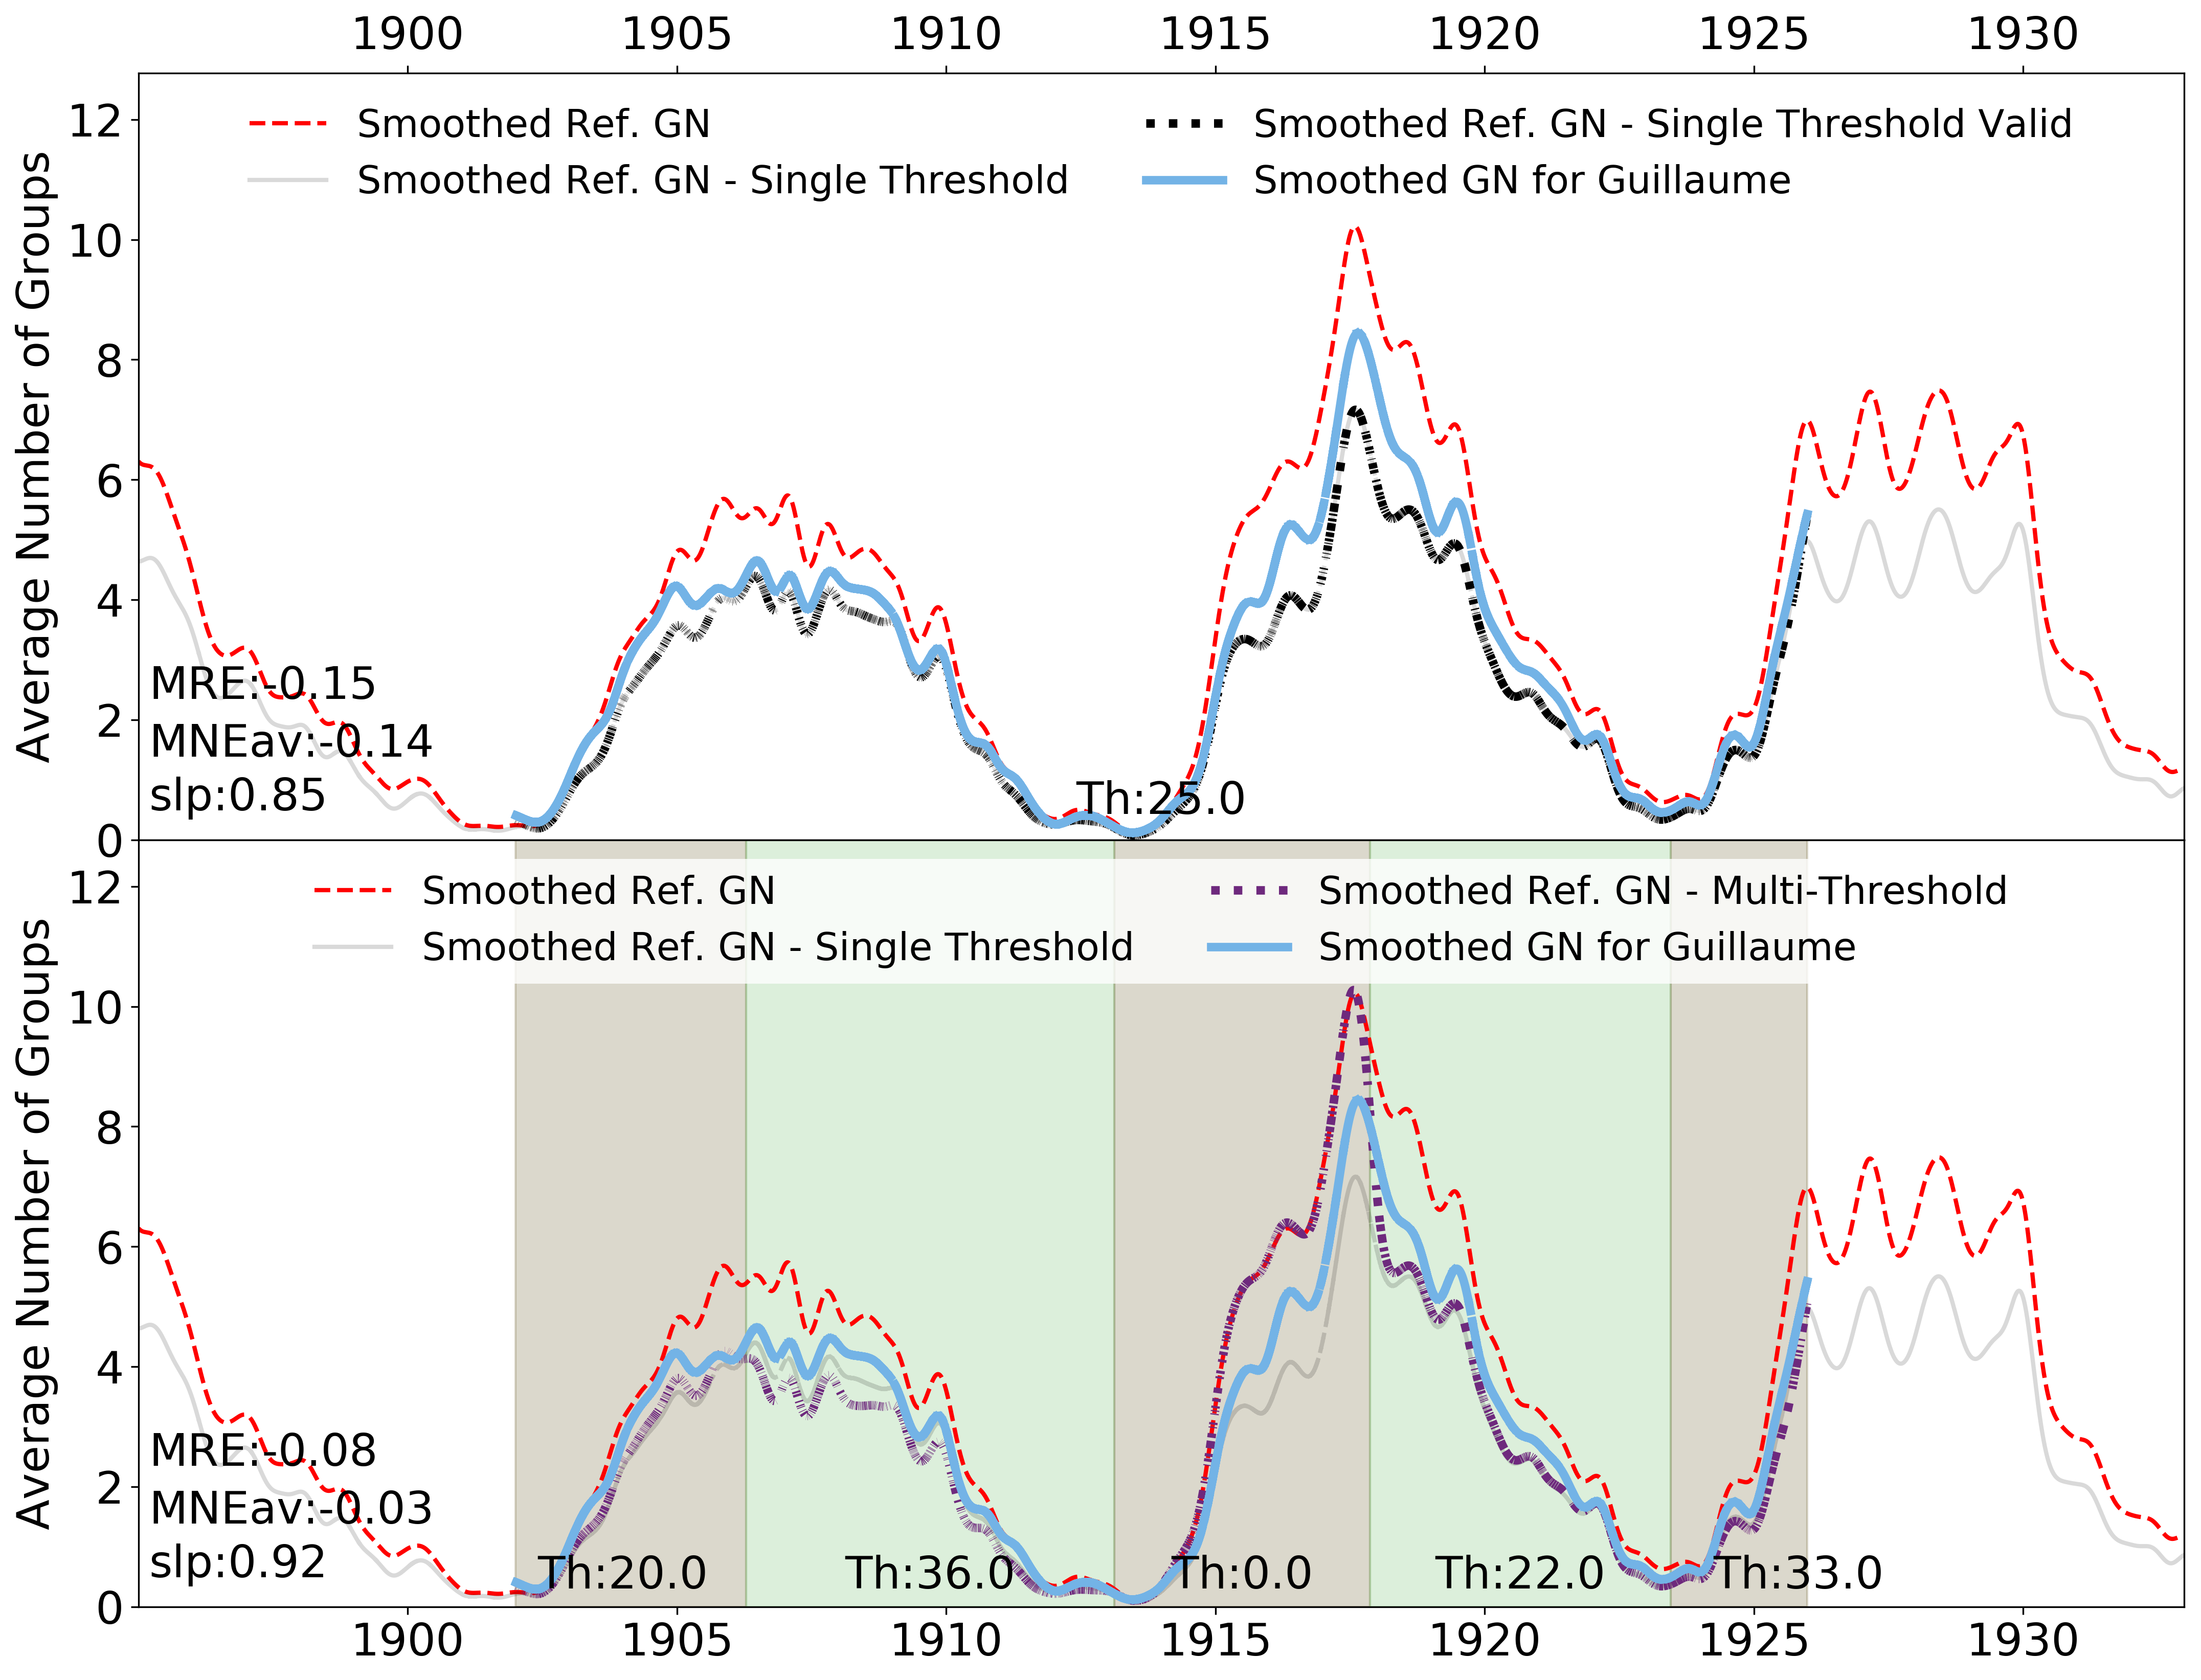 1900 1905 1910 1915 1920 1925 1930
Average Number of Groups
12
10
8
6
4
2
0
Smoothed Ref. GN
Smoothed Ref. GN - Single Threshold
Smoothed Ref. GN - Single Threshold Valid
Smoothed GN for Guillaume
MRE:-0.15
MNEav:-0.14
slp:0.85
Th:25.0
Average Number of Groups
12
10
8
6
4
2
0
Smoothed Ref. GN
Smoothed Ref. GN - Single Threshold
Smoothed Ref. GN - Multi-Threshold
Smoothed GN for Guillaume
MRE:-0.08
MNEav:-0.03
slp:0.92
Th:20.0 Th:36.0 Th:0.0 Th:22.0 Th:33.0
1900 1905 1910 1915 1920 1925 1930